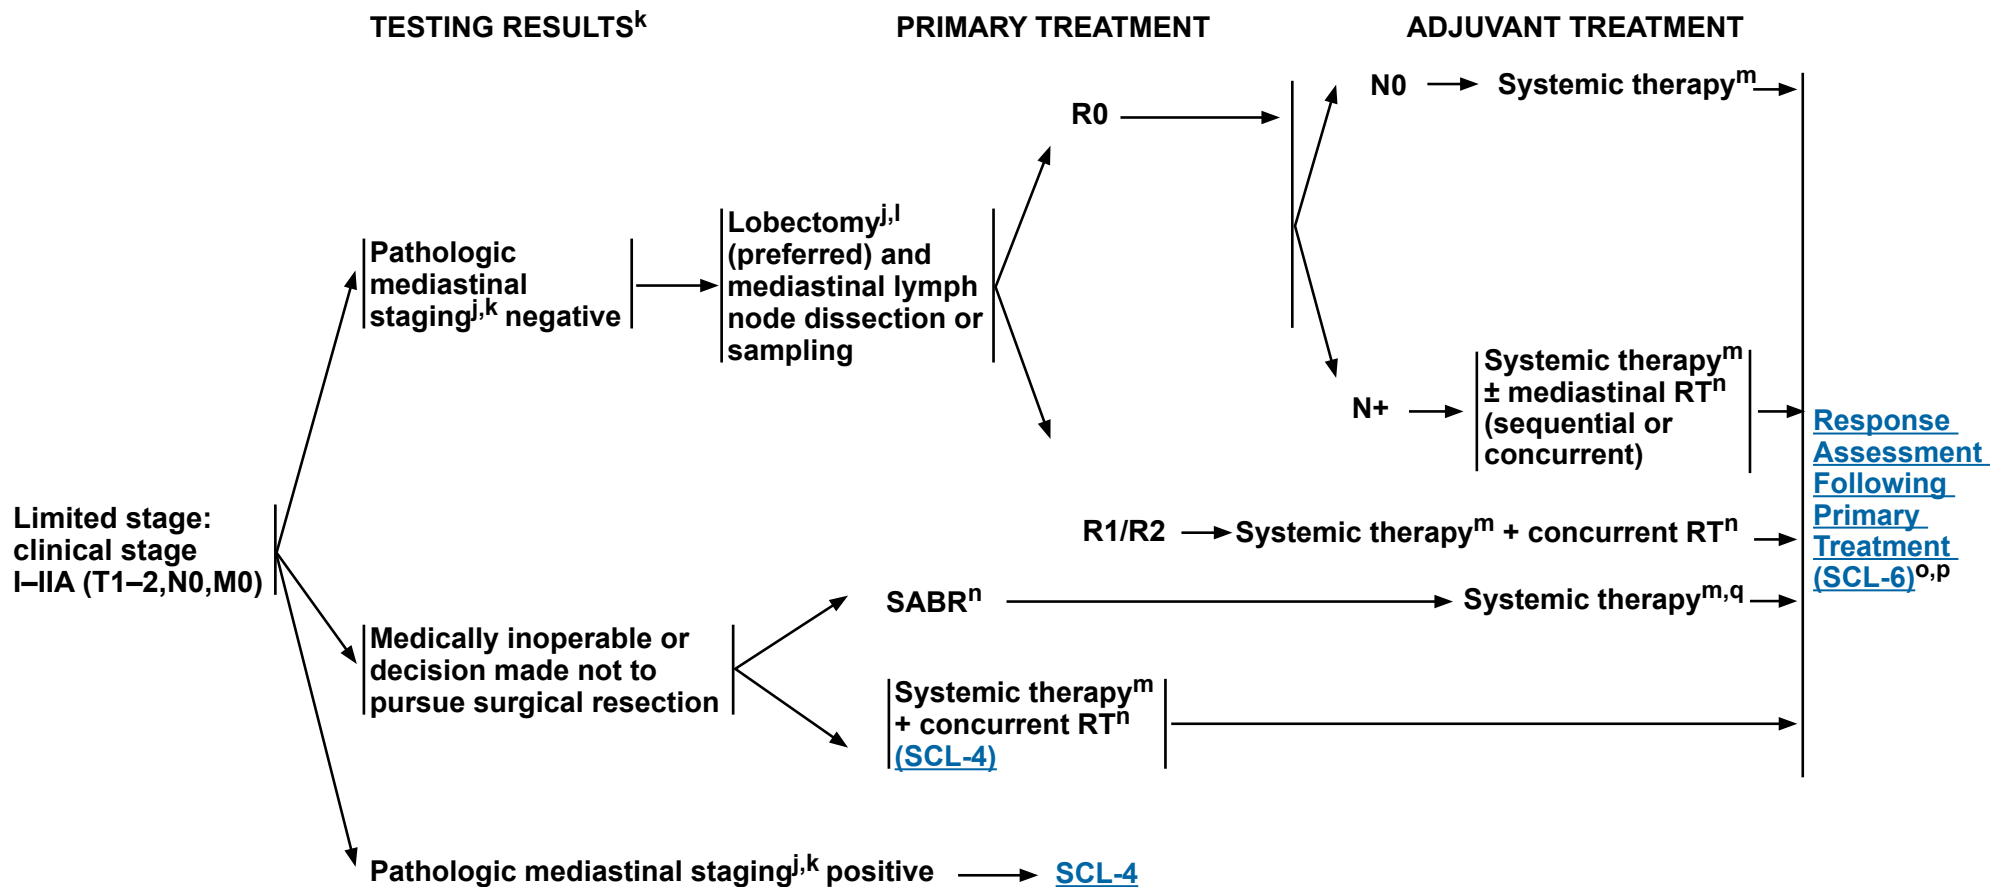 TESTING RESULTSk
PRIMARY TREATMENT
ADJUVANT TREATMENT
Limited stage:
clinical stage
I–IIA (T1–2,N0,M0)
Pathologic
mediastinal
stagingj,k negative
Lobectomyj,l
(preferred) and
mediastinal lymph
node dissection or
sampling
R0
N0
Systemic therapym
N+
Systemic therapym
± mediastinal RTn
(sequential or
concurrent)
R1/R2
Systemic therapym + concurrent RTn
Medically inoperable or
decision made not to
pursue surgical resection
SABRn
Systemic therapym,q
Systemic therapym
+ concurrent RTn
(SCL-4)
Pathologic mediastinal stagingj,k positive
SCL-4
Response
Assessment
Following
Primary
Treatment
(SCL-6)o,p